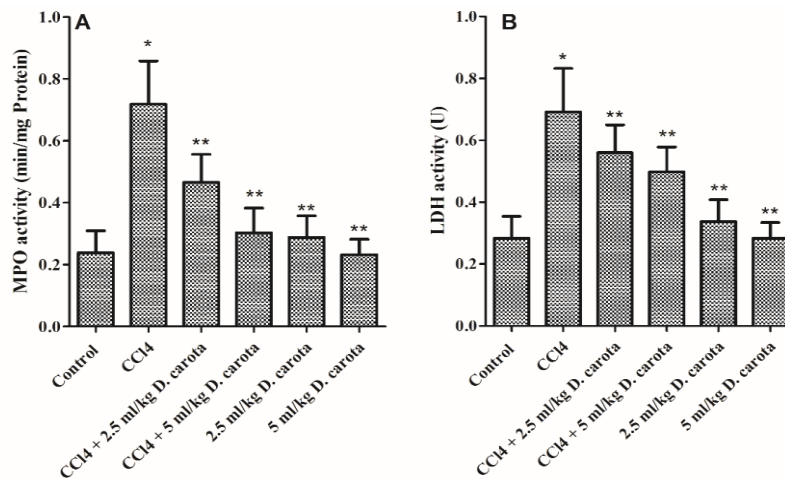 A
MPO activity (min/mg Protein)
1.0
0.8
0.6
0.4
0.2
0.0
*
**
**
**
**
Control
CCl4
CCl4 + 2.5 ml/kg D. carota
CCl4 + 5 ml/kg D. carota
2.5 ml/kg D. carota
5 ml/kg D. carota
B
LDH activity (U)
1.0
0.8
0.6
0.4
0.2
0.0
*
**
**
**
**
Control
CCl4
CCl4 + 2.5 ml/kg D. carota
CCl4 + 5 ml/kg D. carota
2.5 ml/kg D. carota
5 ml/kg D. carota